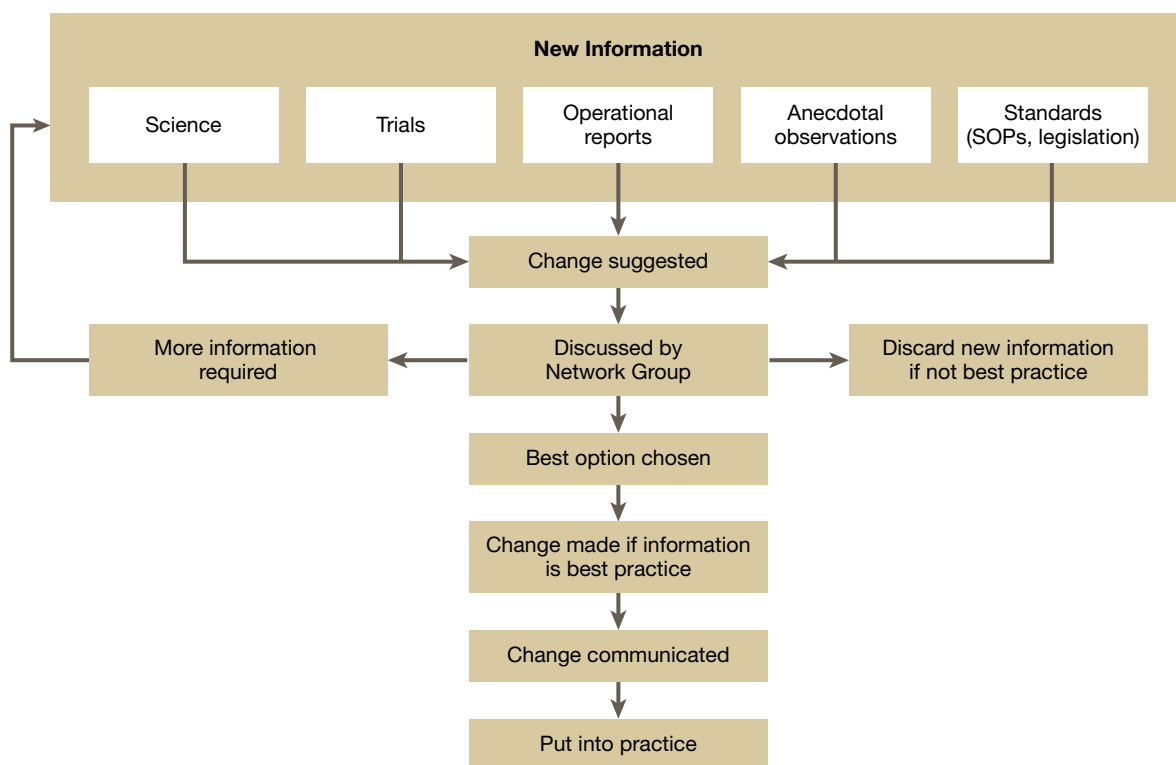 New Information
Science
Trials
Operational
reports
Anecdotal
observations
Standards
(SOPs, legislation)
Change suggested
More information
required
Discussed by
Network Group
Discard new information
if not best practice
Best option chosen
Change made if information
is best practice
Change communicated
Put into practice